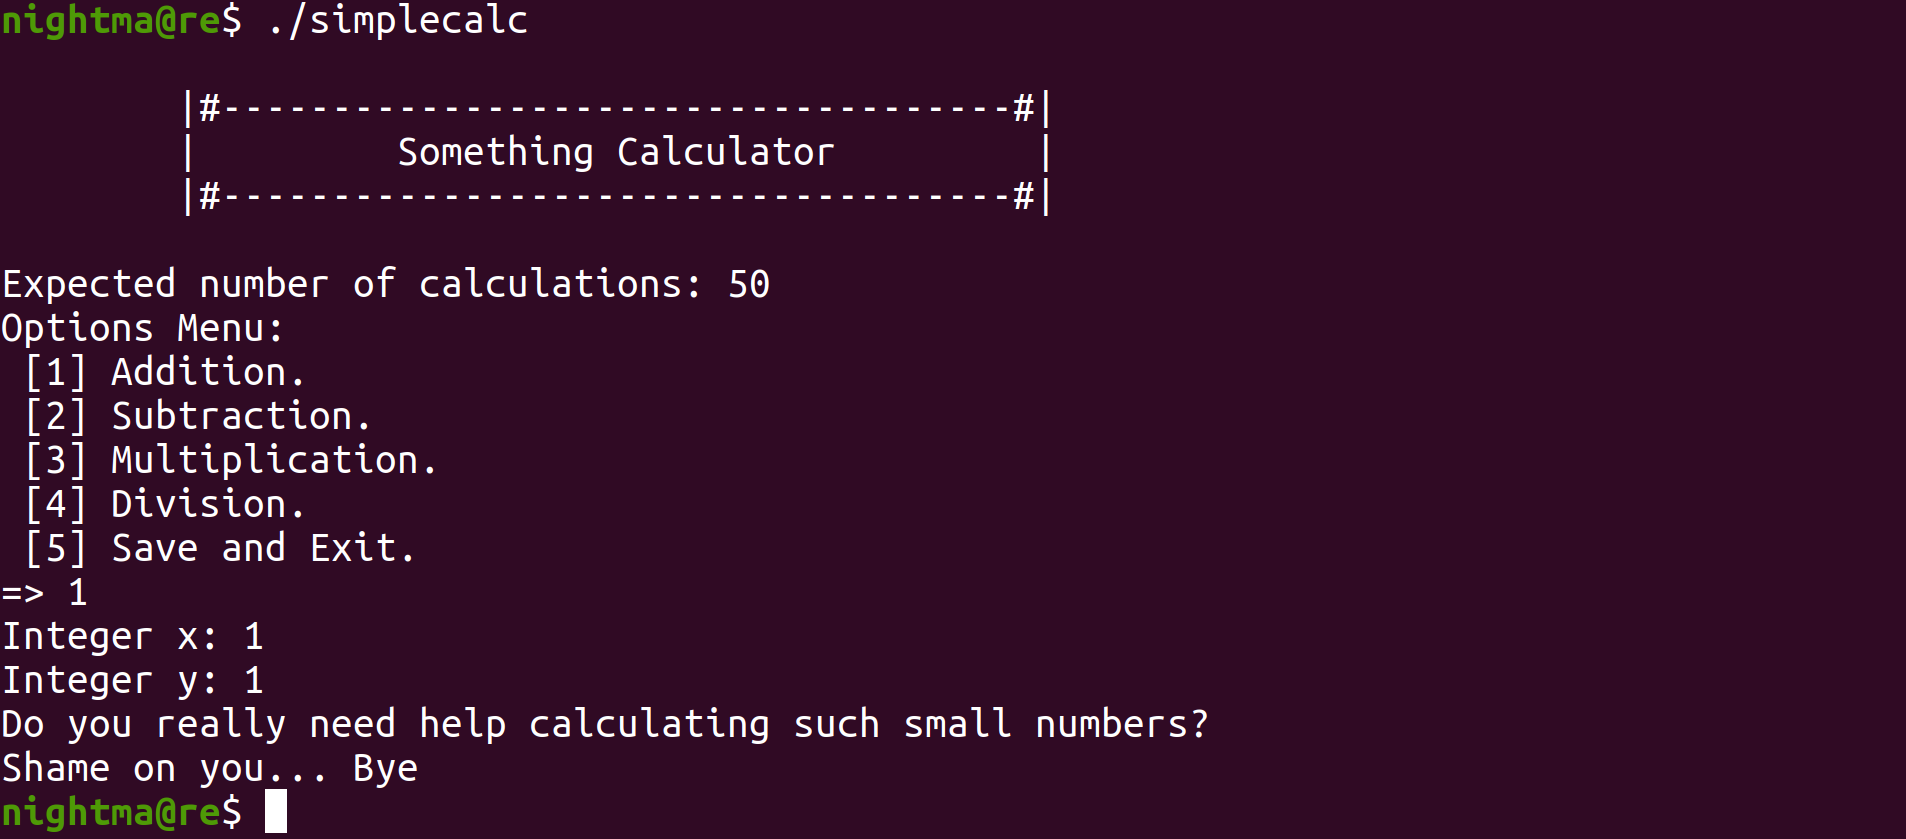 nightma@re$ ./simplecalc
|#------------------------------------#|
| Something Calculator |
|#------------------------------------#|
Expected number of calculations: 50
Options Menu:
[1] Addition.
[2] Subtraction.
[3] Multiplication.
[4] Division.
[5] Save and Exit.
=> 1
Integer x: 1
Integer y: 1
Do you really need help calculating such small numbers?
Shame on you... Bye
nightma@re$